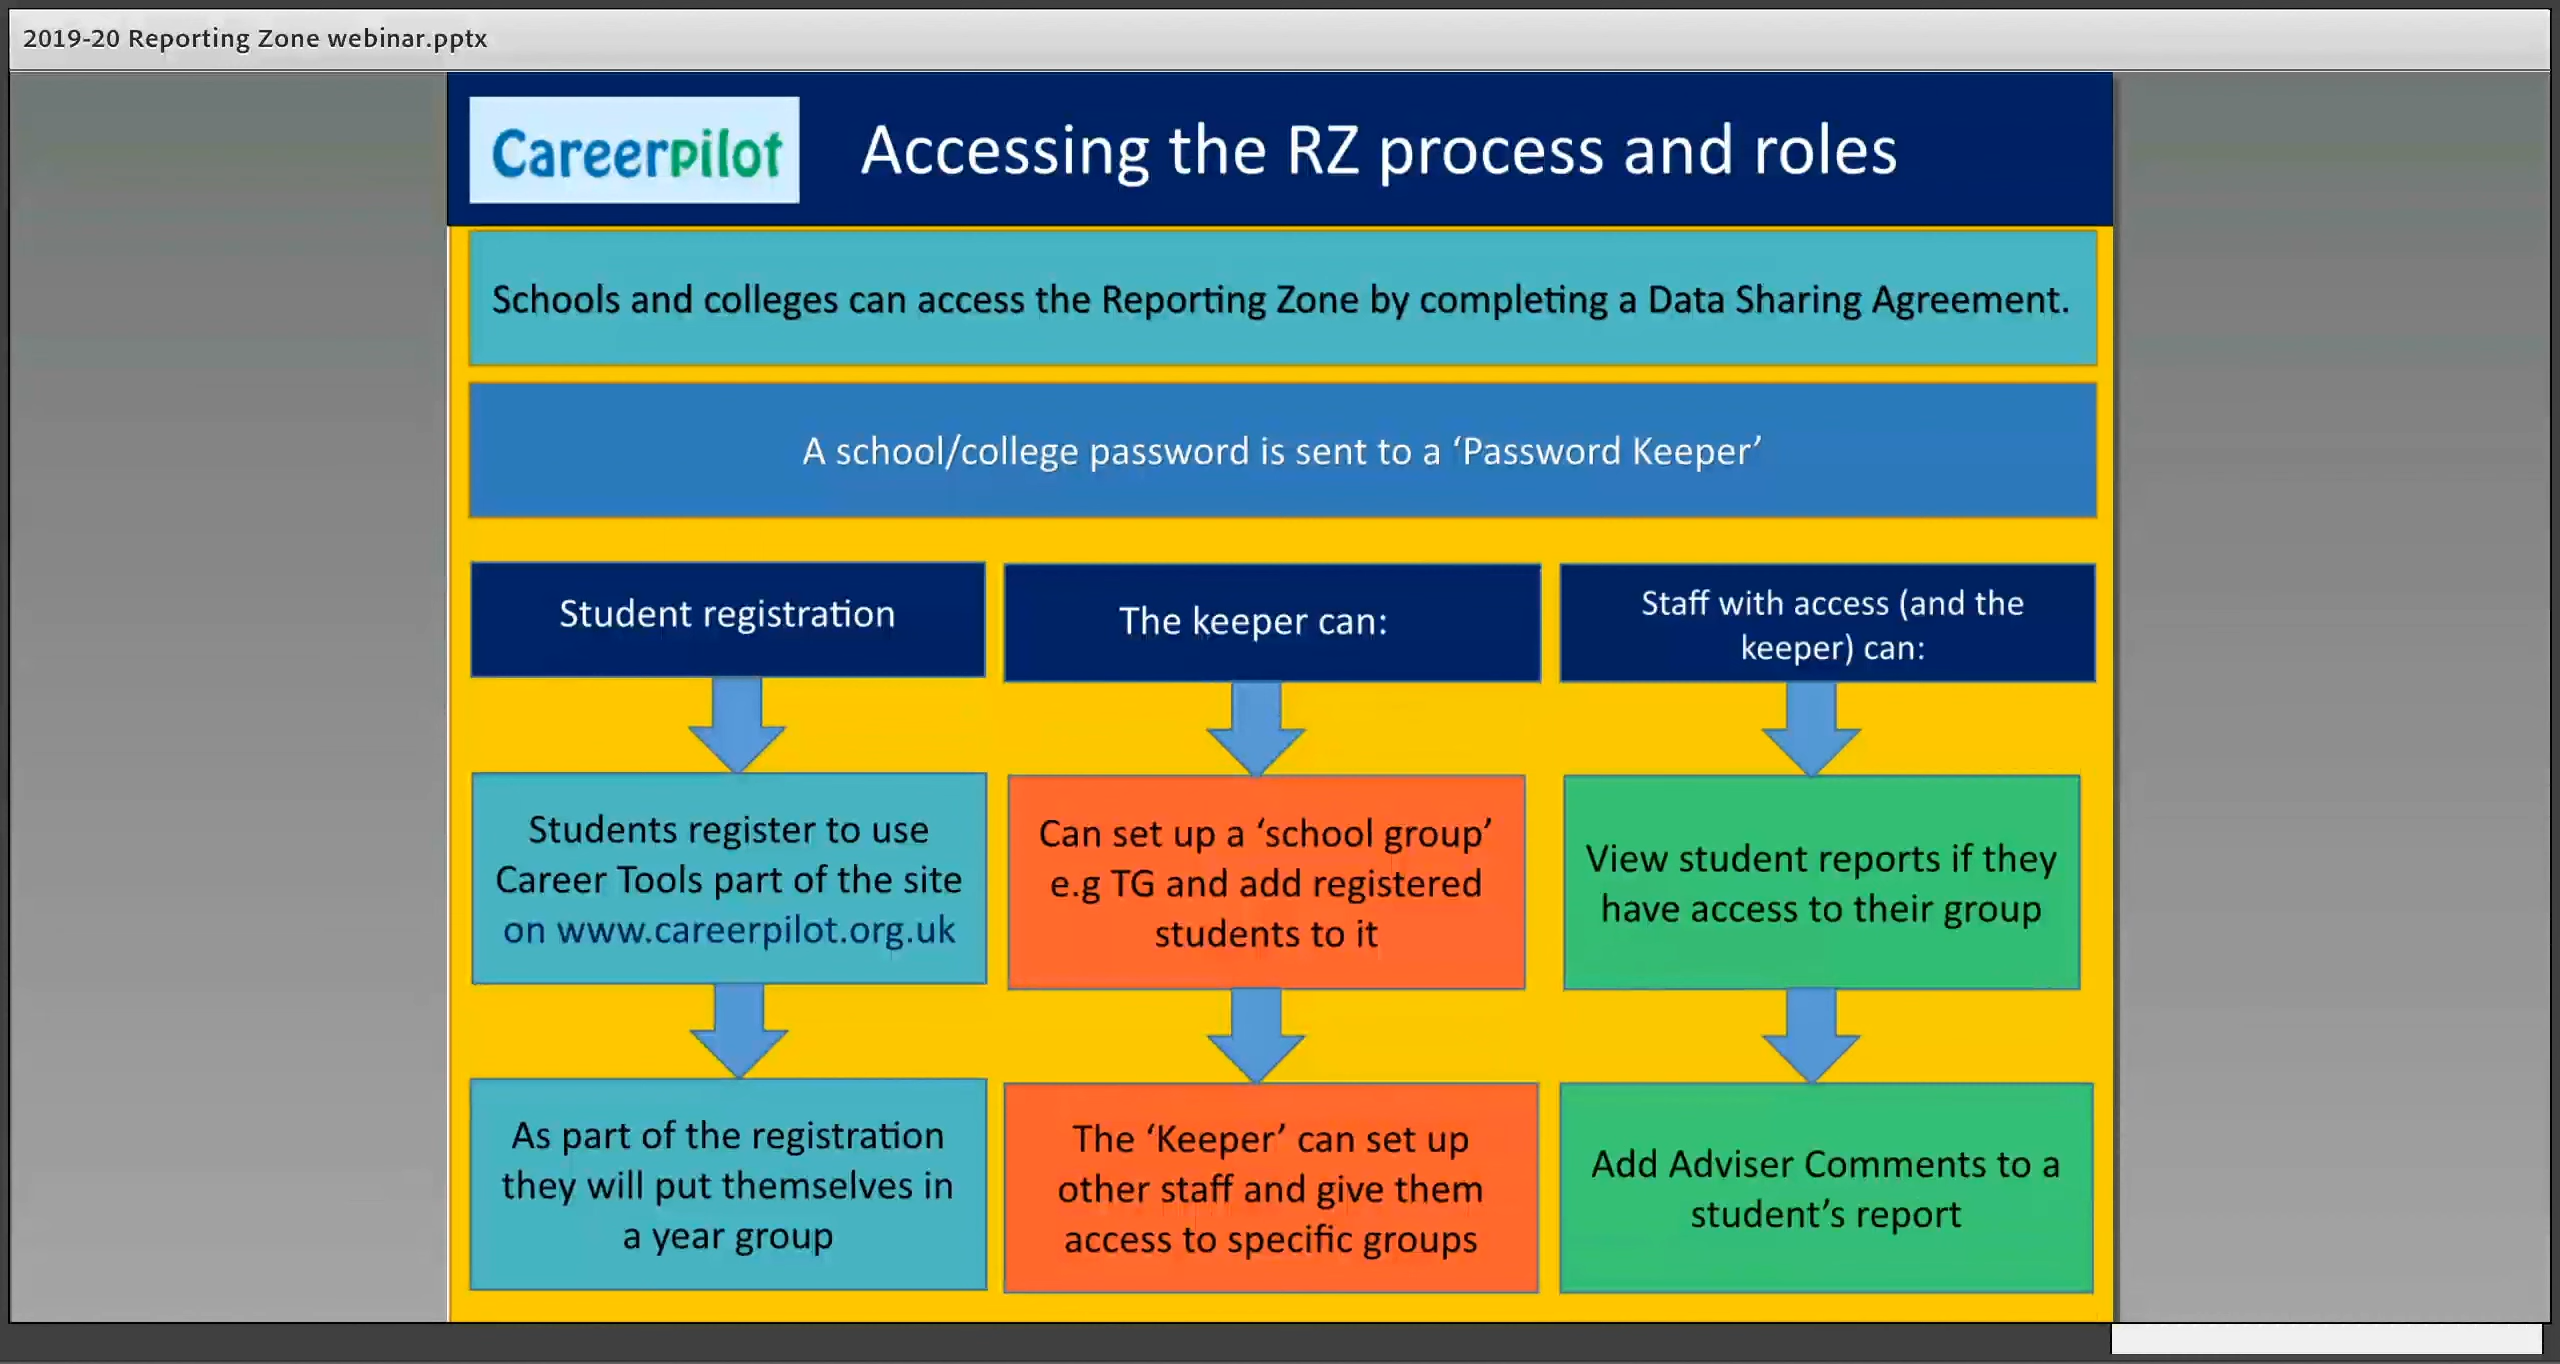 2019-20 Reporting Zone webinar.pptx
Careerpilot
Accessing the RZ process and roles
Schools and colleges can access the Reporting Zone by completing a Data Sharing Agreement.
A school/college password is sent to a ‘Password Keeper’
Student registration
Students register to use
Career Tools part of the site
on www.careerpilot.org.uk
As part of the registration
they will put themselves in
a year group
The keeper can:
Can set up a ‘school group’
e.g TG and add registered
students to it
The ‘Keeper’ can set up
other staff and give them
access to specific groups
Staff with access (and the
keeper) can:
View student reports if they
have access to their group
Add Adviser Comments to a
student’s report